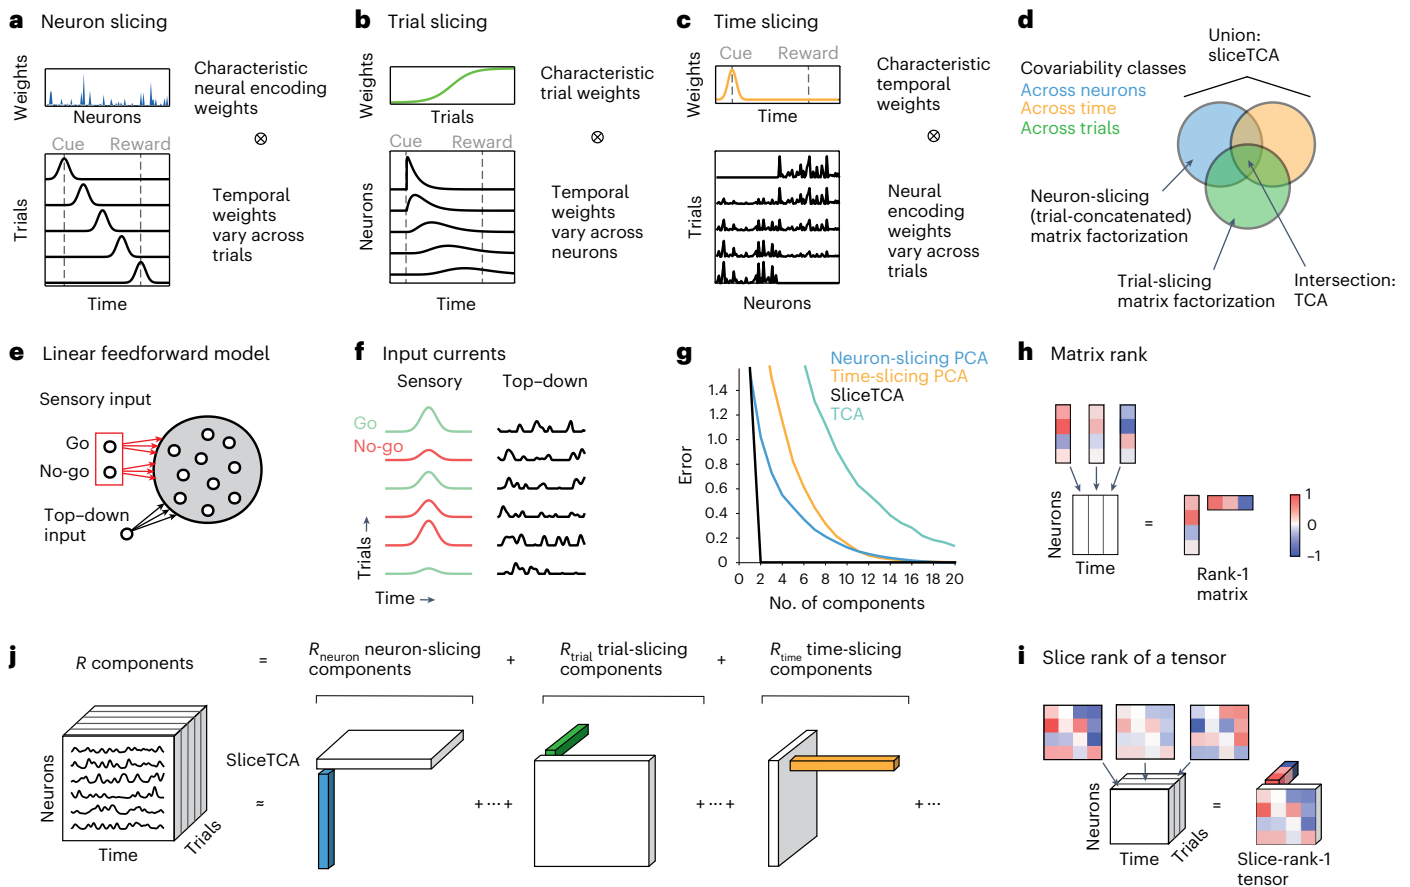 a Neuron slicing
Weights
Neurons
Characteristic
neural encoding
weights
⊗
Cue Reward
Trials
Time
Temporal
weights
vary across
trials
b Trial slicing
Weights
Trials
Characteristic
trial weights
⊗
Cue Reward
Neurons
Time
Temporal
weights
vary across
neurons
c Time slicing
Cue Reward
Weights
Time
Characteristic
temporal
weights
⊗
Trials
Neurons
Neural
encoding
weights
vary across
trials
d
Union:
sliceTCA
Covariability classes
Across neurons
Across time
Across trials
Neuron-slicing
(trial-concatenated)
matrix factorization
Trial-slicing
matrix factorization
Intersection:
TCA
e Linear feedforward model
Sensory input
Go
No-go
Top–down
input
f Input currents
Sensory Top–down
Go
No-go
Trials →
Time →
g
Neuron-slicing PCA
Time-slicing PCA
SliceTCA
TCA
Error
1.4
1.2
1.0
0.8
0.6
0.4
0.2
0
0 2 4 6 8 10 12 14 16 18 20
No. of components
h Matrix rank
Neurons
Time
=
Rank-1
matrix
1
0
–1
j
R components = Rneuron neuron-slicing
components
+ Rtrial trial-slicing
components
+ Rtime time-slicing
components
Neurons
Time
Trials
SliceTCA
≈
+ ··· +
+ ··· +
+ ···
i Slice rank of a tensor
Neurons
Time
Trials
=
Slice-rank-1
tensor